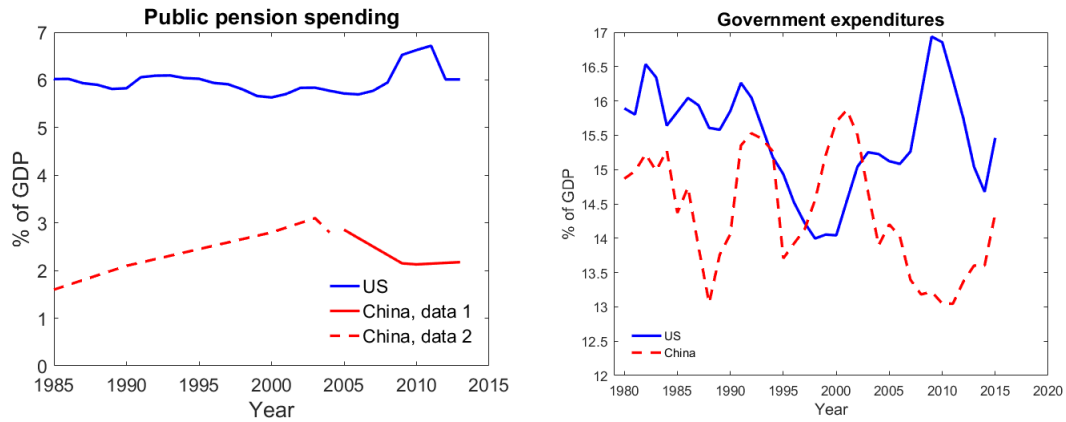 Public pension spending
7
6
5
4
3
2
1
0
% of GDP
US
China, data 1
China, data 2
1985 1990 1995 2000 2005 2010 2015
Year
Government expenditures
17
16.5
16
15.5
15
14.5
14
13.5
13
12.5
12
% of GDP
US
China
1980 1985 1990 1995 2000 2005 2010 2015 2020
Year